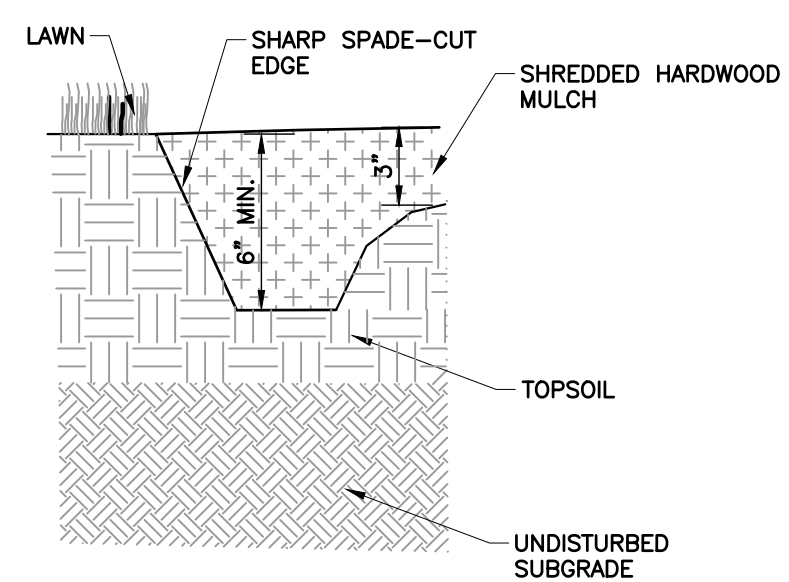 LAWN
SHARP SPADE-CUT
EDGE
SHREDDED HARDWOOD
MULCH
3"
6" MIN.
TOPSOIL
UNDISTURBED
SUBGRADE